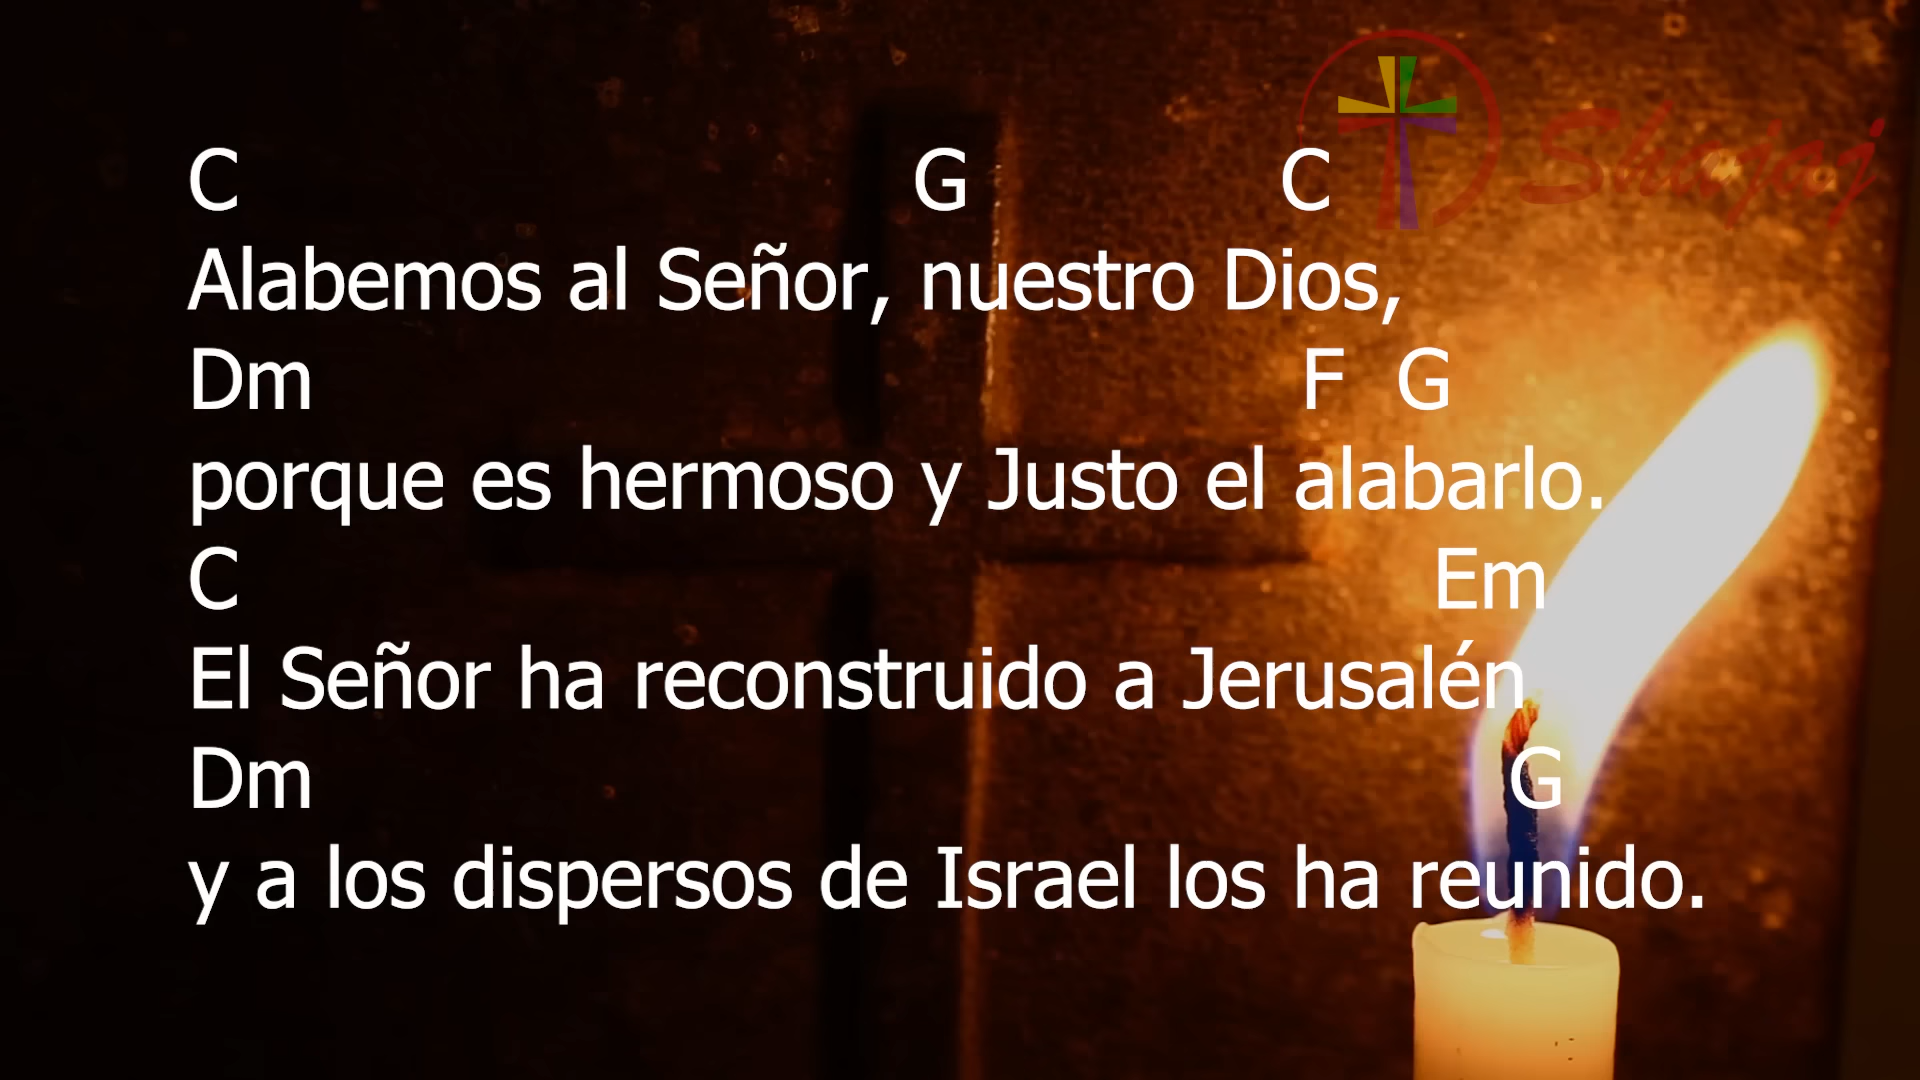 Shajaj
C G C
Alabemos al Señor, nuestro Dios,
Dm F G
porque es hermoso y Justo el alabarlo.
C Em
El Señor ha reconstruido a Jerusalén
Dm G
y a los dispersos de Israel los ha reunido.